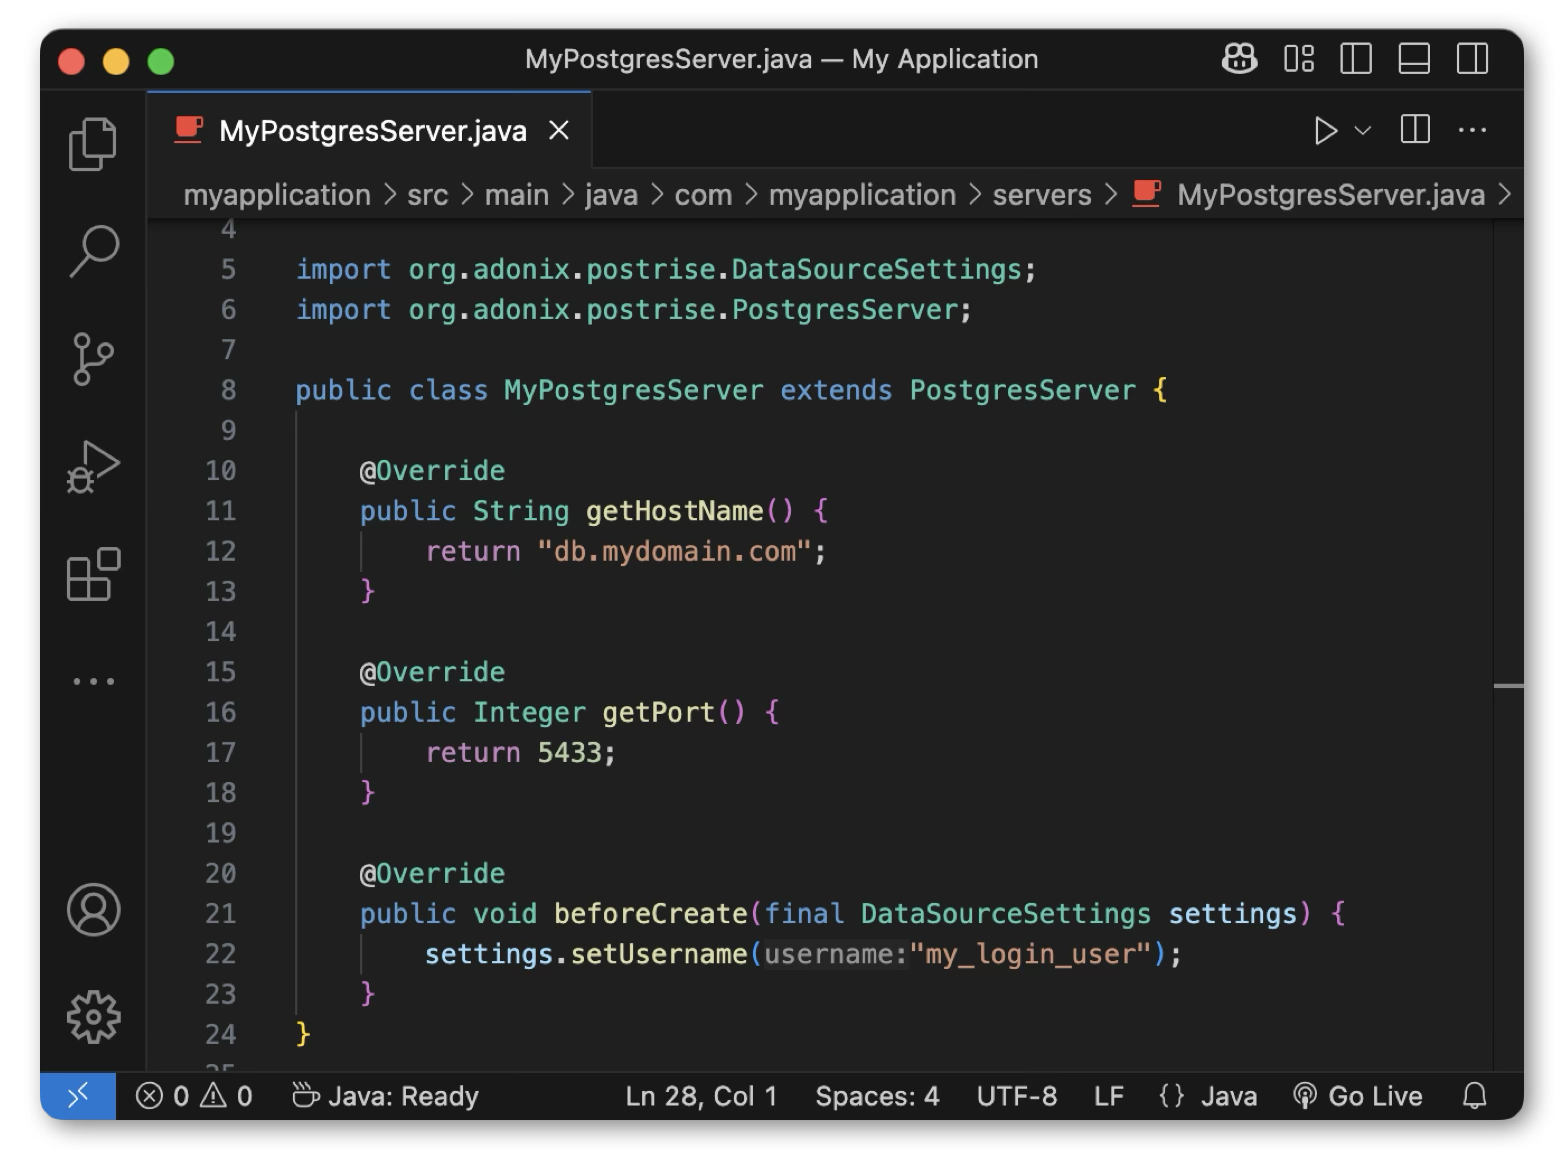 MyPostgresServer.java — My Application
MyPostgresServer.java
myapplication > src > main > java > com > myapplication > servers > MyPostgresServer.java >
4
5 import org.adonix.postrise.DataSourceSettings;
6 import org.adonix.postrise.PostgresServer;
7
8 public class MyPostgresServer extends PostgresServer {
9
10     @Override
11     public String getHostName() {
12         return "db.mydomain.com";
13     }
14
15     @Override
16     public Integer getPort() {
17         return 5433;
18     }
19
20     @Override
21     public void beforeCreate(final DataSourceSettings settings) {
22         settings.setUsername(username:"my_login_user");
23     }
24 }
0 0 Java: Ready Ln 28, Col 1 Spaces: 4 UTF-8 LF {} Java Go Live